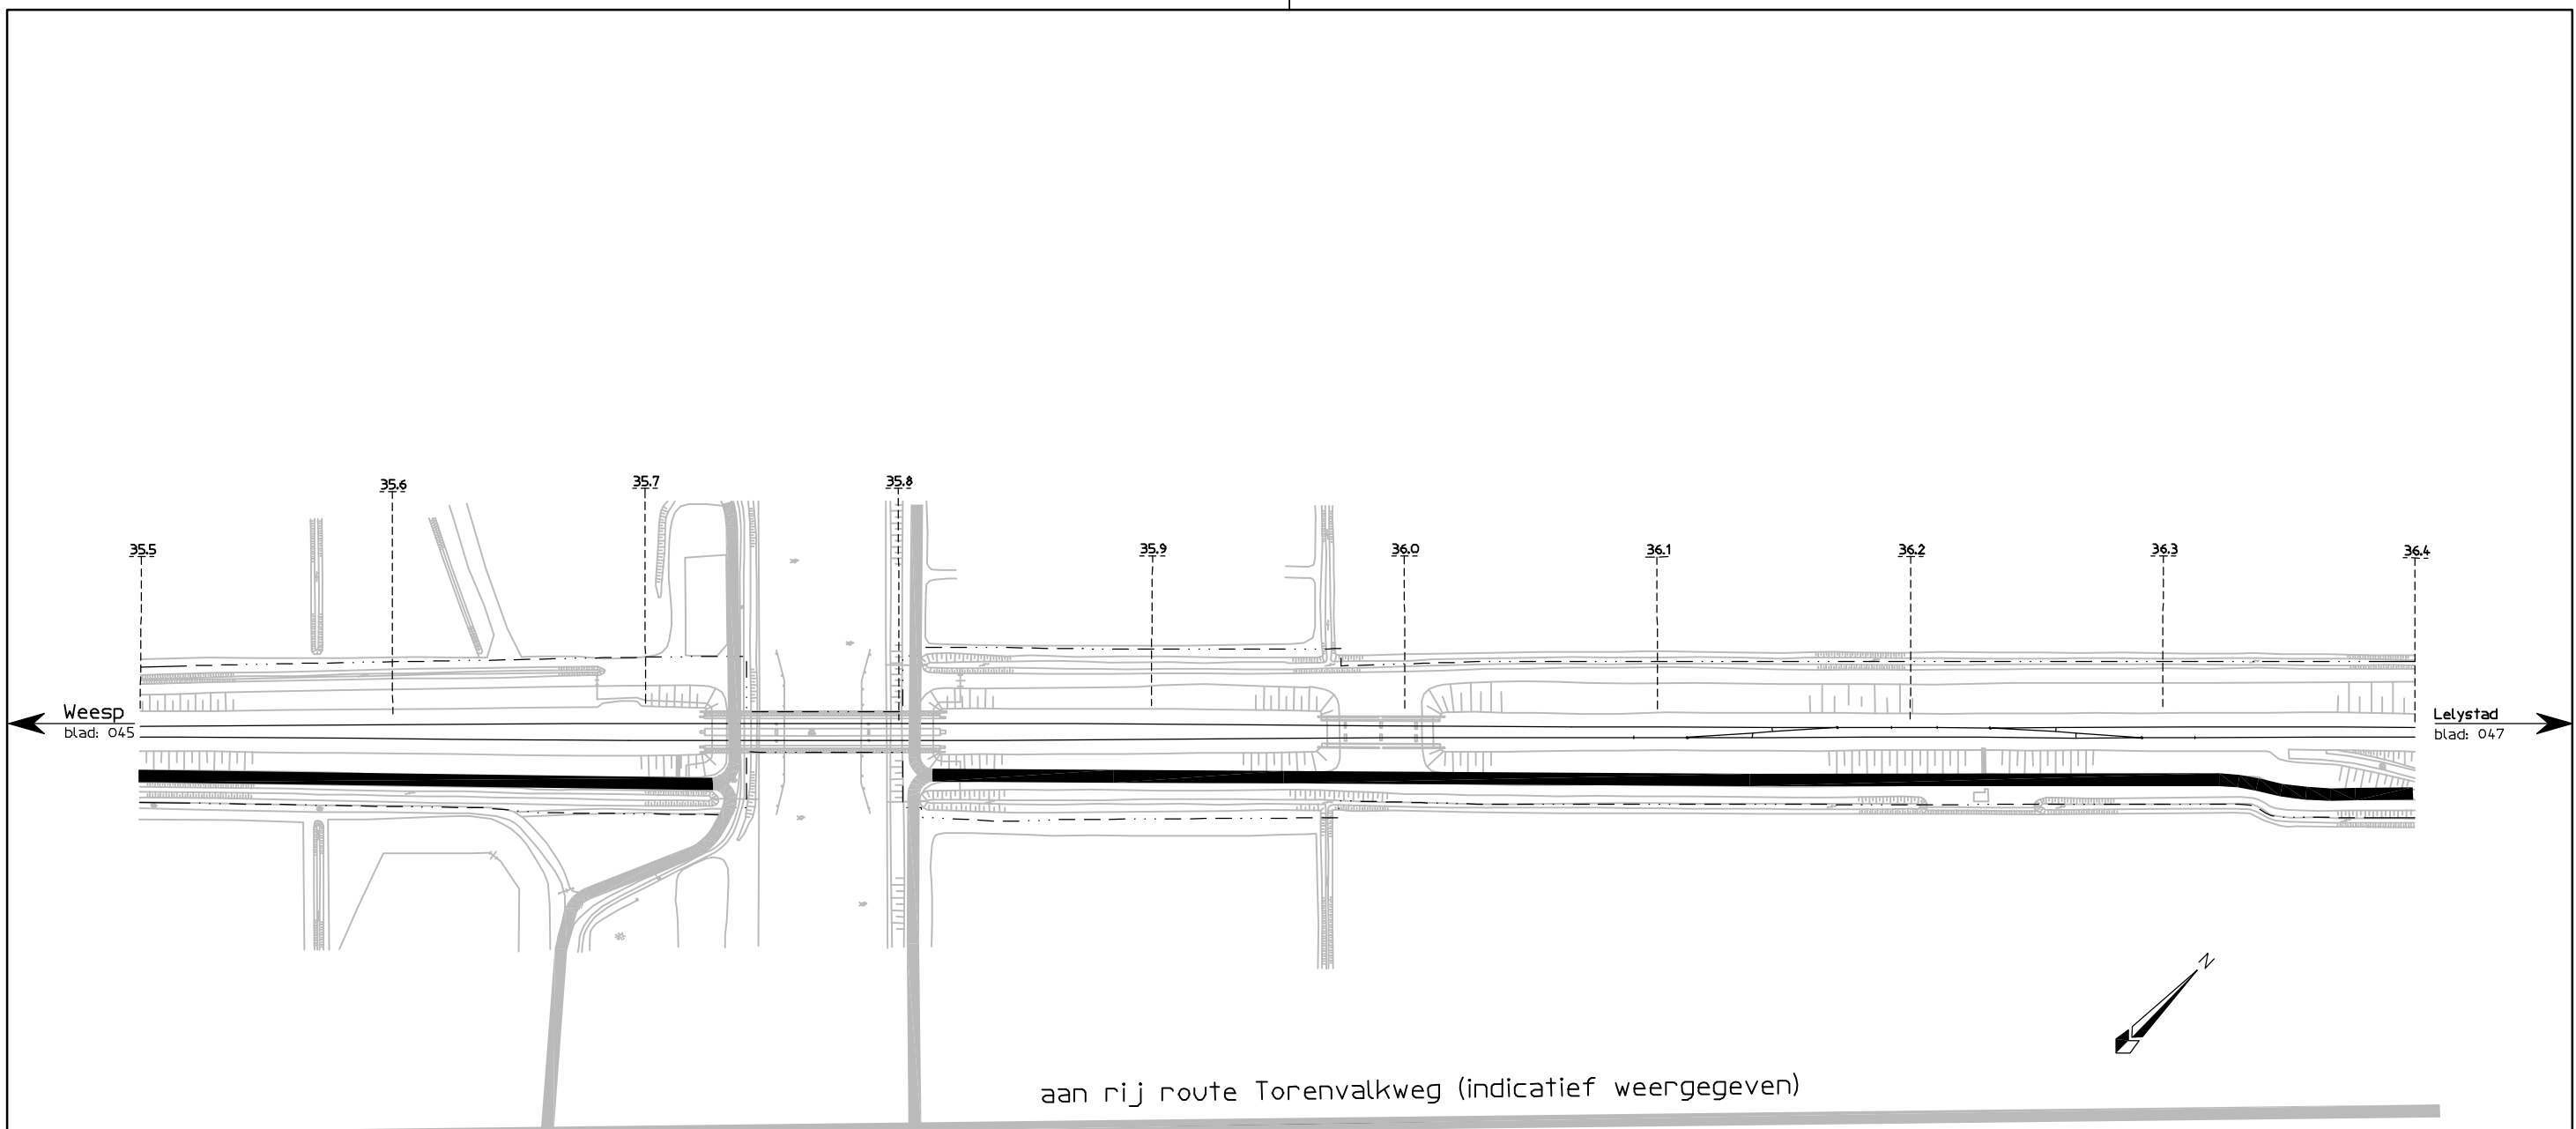 35.6
35.7
35.8
35.5
35.9
36.0
36.1
36.2
36.3
36.4
Weesp
blad: 045
Lelystad
blad: 047
N
aan rij route Torenvalkweg (indicatief weergegeven)